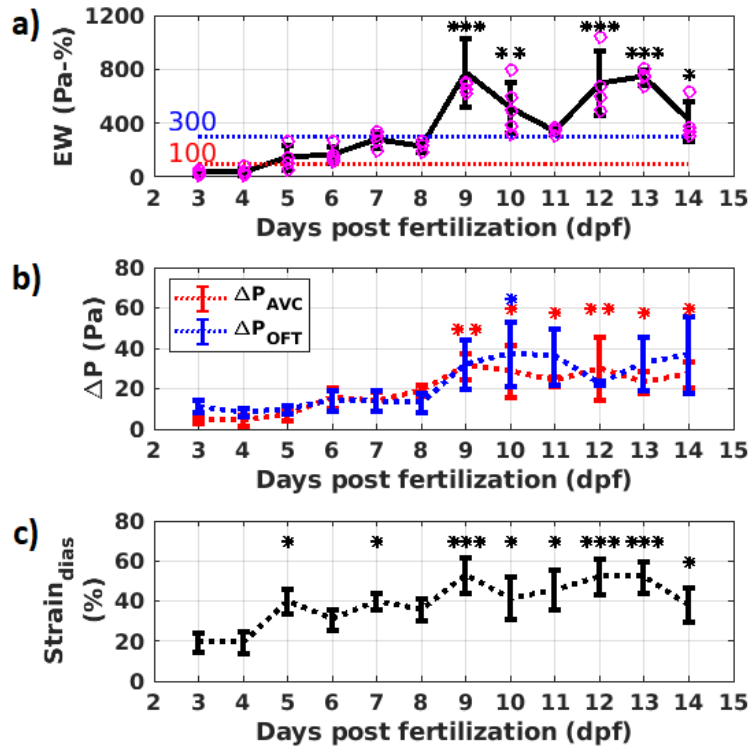 a)
EW (Pa-%)
1200
800
400
0
300
100
*** ** *** *** *
2 3 4 5 6 7 8 9 10 11 12 13 14 15
Days post fertilization (dpf)
b)
ΔP (Pa)
80
60
40
20
0
ΔP_AVC
ΔP_OFT
*
** * * ** * *
2 3 4 5 6 7 8 9 10 11 12 13 14 15
Days post fertilization (dpf)
c)
Strain_dias
(%)
80
60
40
20
0
* * *** * * *** *** *
2 3 4 5 6 7 8 9 10 11 12 13 14 15
Days post fertilization (dpf)